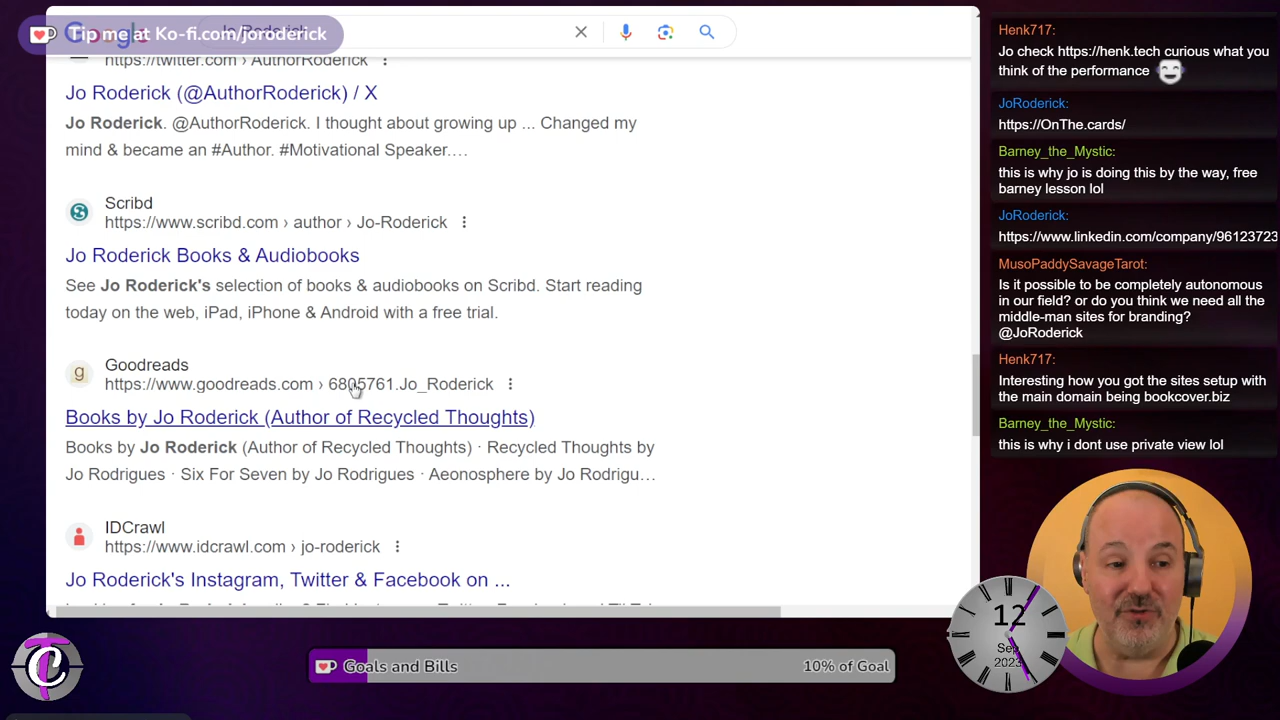 Tip me at Ko-fi.com/joroderick
https://twitter.com › AuthorRoderick
Jo Roderick (@AuthorRoderick) / X
Jo Roderick. @AuthorRoderick. I thought about growing up ... Changed my
mind & became an #Author. #Motivational Speaker.…
Scribd
https://www.scribd.com › author › Jo-Roderick
Jo Roderick Books & Audiobooks
See Jo Roderick's selection of books & audiobooks on Scribd. Start reading
today on the web, iPad, iPhone & Android with a free trial.
Goodreads
https://www.goodreads.com › 6805761.Jo_Roderick
Books by Jo Roderick (Author of Recycled Thoughts)
Books by Jo Roderick (Author of Recycled Thoughts) · Recycled Thoughts by
Jo Rodrigues · Six For Seven by Jo Rodrigues · Aeonosphere by Jo Rodrigu…
IDCrawl
https://www.idcrawl.com › jo-roderick
Jo Roderick's Instagram, Twitter & Facebook on ...
Henk717:
Jo check https://henk.tech curious what you
think of the performance
JoRoderick:
https://OnThe.cards/
Barney_the_Mystic:
this is why jo is doing this by the way, free
barney lesson lol
JoRoderick:
https://www.linkedin.com/company/96123723
MusoPaddySavageTarot:
Is it possible to be completely autonomous
in our field? or do you think we need all the
middle-man sites for branding?
@JoRoderick
Henk717:
Interesting how you got the sites setup with
the main domain being bookcover.biz
Barney_the_Mystic:
this is why i dont use private view lol
12
Sep
2023
TC
Goals and Bills
10% of Goal